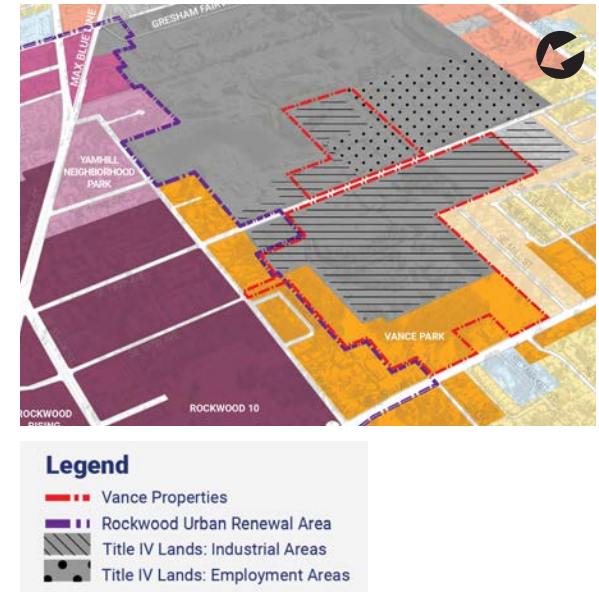 GRESHAM FAIRV
MAX BLUE LINE
YAMHILL
NEIGHBORHOOD
PARK
VANCE PARK
ROCKWOOD 10
ROCKWOOD
RISING
Legend
Vance Properties
Rockwood Urban Renewal Area
Title IV Lands: Industrial Areas
Title IV Lands: Employment Areas